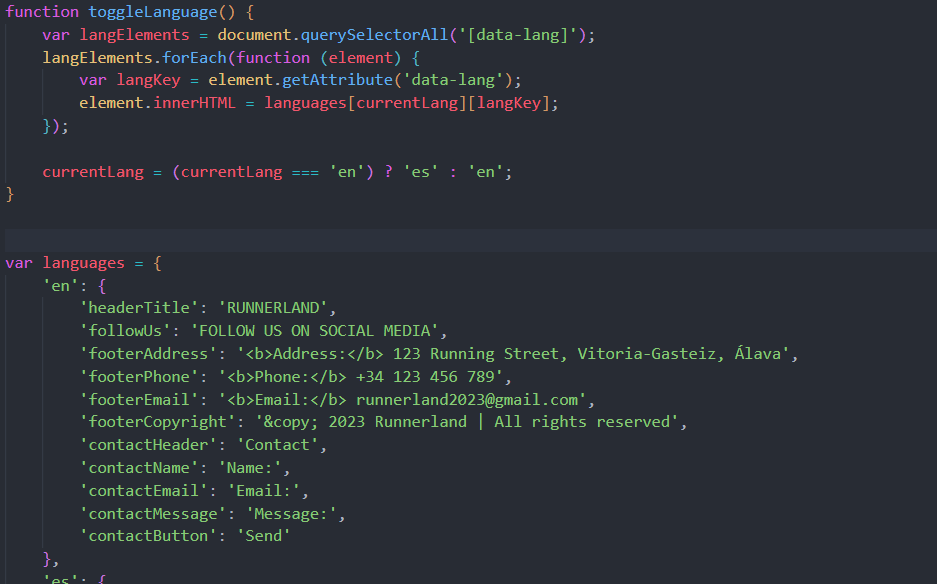 function toggleLanguage() {
    var langElements = document.querySelectorAll('[data-lang]');
    langElements.forEach(function (element) {
        var langKey = element.getAttribute('data-lang');
        element.innerHTML = languages[currentLang][langKey];
    });

    currentLang = (currentLang === 'en') ? 'es' : 'en';
}

var languages = {
    'en': {
        'headerTitle': 'RUNNERLAND',
        'followUs': 'FOLLOW US ON SOCIAL MEDIA',
        'footerAddress': '<b>Address:</b> 123 Running Street, Vitoria-Gasteiz, Álava',
        'footerPhone': '<b>Phone:</b> +34 123 456 789',
        'footerEmail': '<b>Email:</b> runnerland2023@gmail.com',
        'footerCopyright': '&copy; 2023 Runnerland | All rights reserved',
        'contactHeader': 'Contact',
        'contactName': 'Name:',
        'contactEmail': 'Email:',
        'contactMessage': 'Message:',
        'contactButton': 'Send'
    },
    'es': {